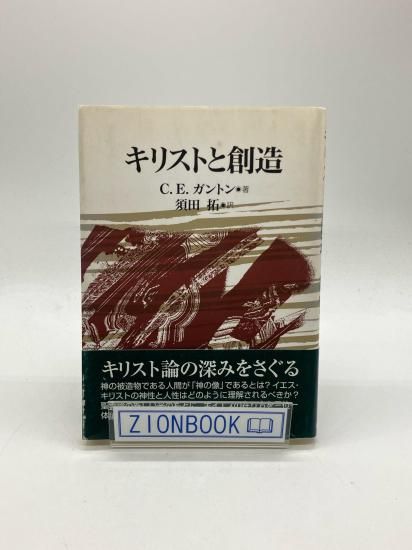 キリストと創造
C. E. ガントン*著
須田 拓*訳
キリスト論の深みをさぐる
神の被造物である人間が「神の像」であるとは？イエス・
キリストの神性と人性はどのように理解されるべきか？
ZIONBOOK